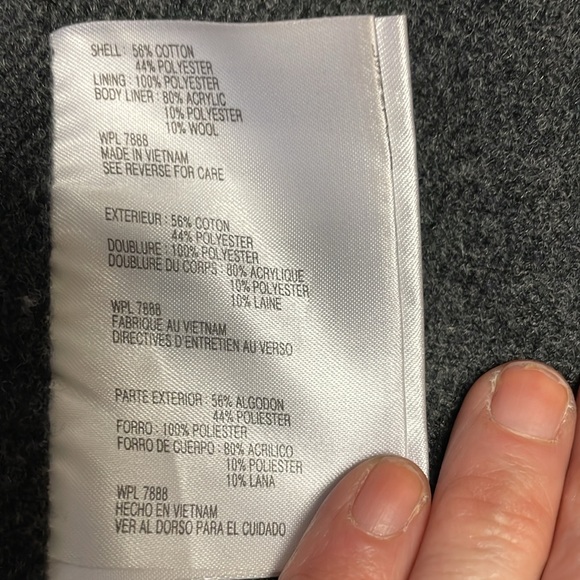 SHELL : 56% COTTON
44% POLYESTER
LINING : 100% POLYESTER
BODY LINER : 80% ACRYLIC
10% POLYESTER
10% WOOL
WPL 7888
MADE IN VIETNAM
SEE REVERSE FOR CARE
EXTERIEUR : 56% COTON
44% POLYESTER
DOUBLURE : 100% POLYESTER
DOUBLURE DU CORPS : 80% ACRYLIQUE
10% POLYESTER
10% LAINE
WPL 7888
FABRIQUE AU VIETNAM
DIRECTIVES D'ENTRETIEN AU VERSO
PARTE EXTERIOR : 56% ALGODON
44% POLIESTER
FORRO : 100% POLIESTER
FORRO DE CUERPO : 80% ACRILICO
10% POLIESTER
10% LANA
WPL 7888
HECHO EN VIETNAM
VER AL DORSO PARA EL CUIDADO